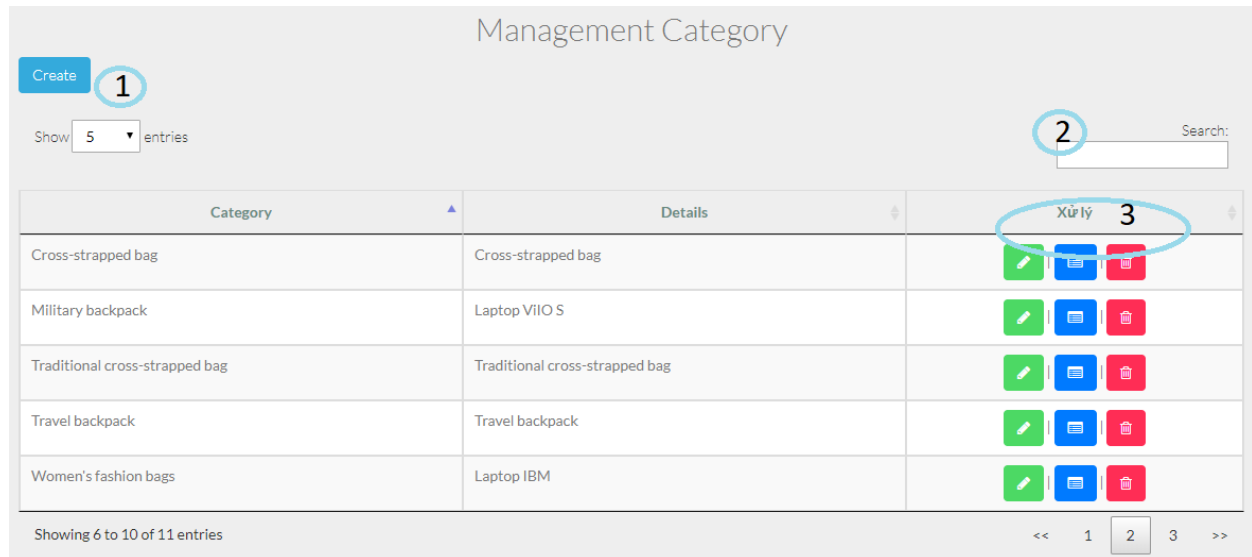 Management Category
Create 1
Show 5 entries
2 Search:
Category Details Xử lý 3
Cross-strapped bag Cross-strapped bag
Military backpack Laptop ViIO S
Traditional cross-strapped bag Traditional cross-strapped bag
Travel backpack Travel backpack
Women's fashion bags Laptop IBM
Showing 6 to 10 of 11 entries << 1 2 3 >>